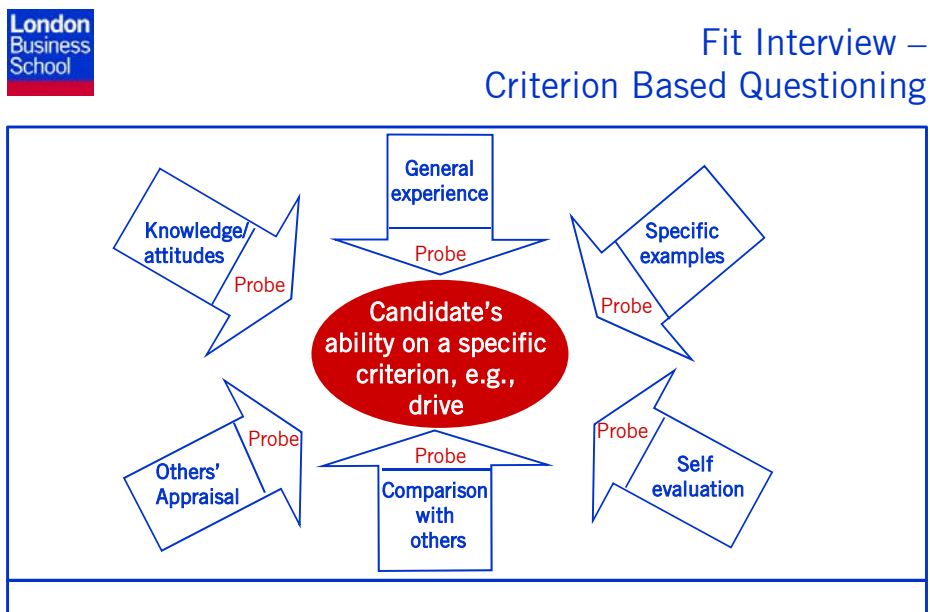 London
Business
School
Fit Interview –
Criterion Based Questioning
General
experience
Probe
Knowledge/
attitudes
Probe
Specific
examples
Probe
Candidate's
ability on a specific
criterion, e.g.,
drive
Others'
Appraisal
Probe
Probe
Comparison
with
others
Probe
Self
evaluation